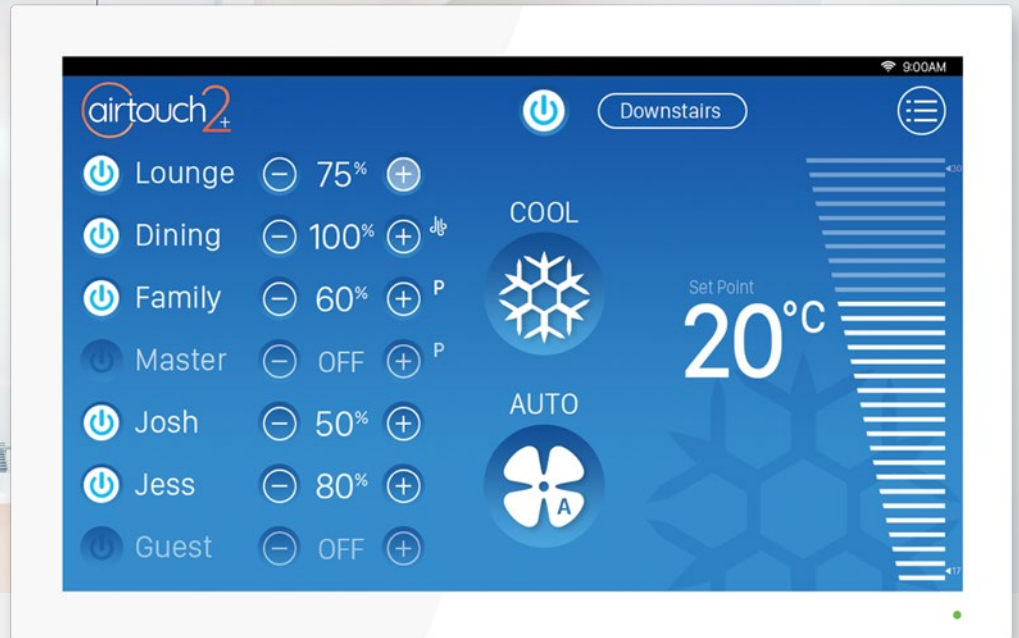 9:00AM
airtouch2+
Downstairs
Lounge 75%
30
Dining 100%
COOL
Family 60% P
Set Point
20°C
Master OFF P
AUTO
Josh 50%
Jess 80%
A
Guest OFF
17